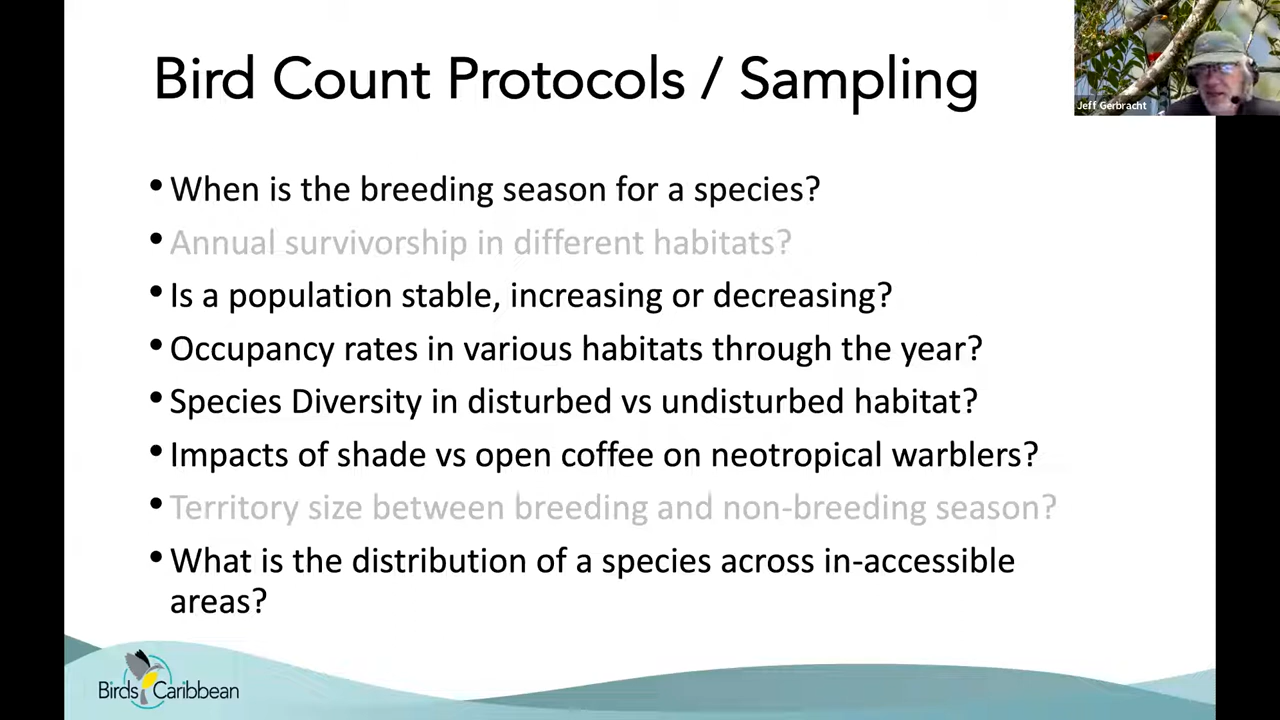 Bird Count Protocols / Sampling
Jeff Gerbracht
• When is the breeding season for a species?
• Annual survivorship in different habitats?
• Is a population stable, increasing or decreasing?
• Occupancy rates in various habitats through the year?
• Species Diversity in disturbed vs undisturbed habitat?
• Impacts of shade vs open coffee on neotropical warblers?
• Territory size between breeding and non-breeding season?
• What is the distribution of a species across in-accessible
areas?
BirdsCaribbean